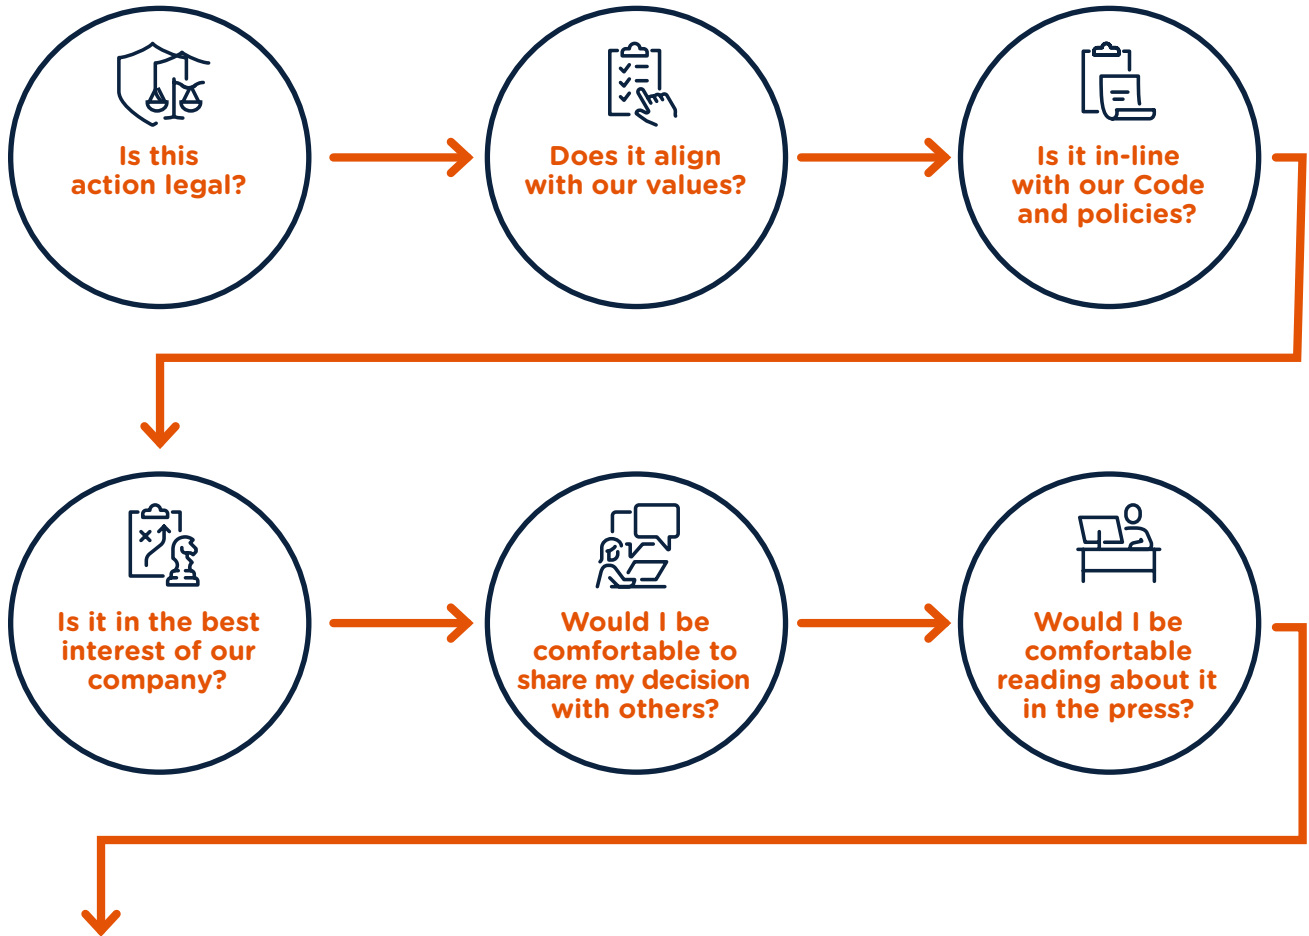 Is this
action legal?
Does it align
with our values?
Is it in-line
with our Code
and policies?
Is it in the best
interest of our
company?
Would I be
comfortable to
share my decision
with others?
Would I be
comfortable
reading about it
in the press?